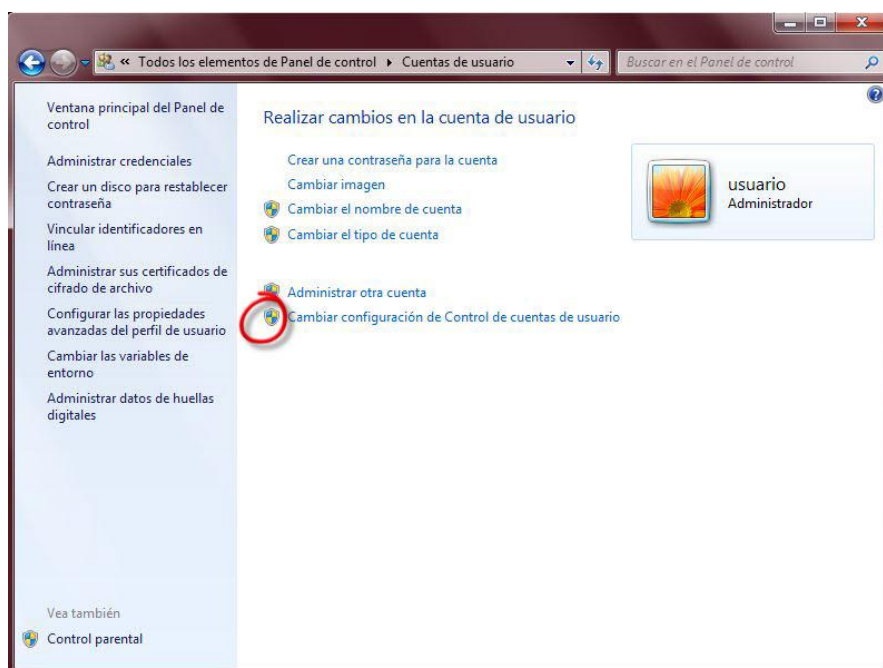 « Todos los elementos de Panel de control ▸ Cuentas de usuario
Buscar en el Panel de control
Ventana principal del Panel de
control
Administrar credenciales
Crear un disco para restablecer
contraseña
Vincular identificadores en
línea
Administrar sus certificados de
cifrado de archivo
Configurar las propiedades
avanzadas del perfil de usuario
Cambiar las variables de
entorno
Administrar datos de huellas
digitales
Vea también
Control parental
Realizar cambios en la cuenta de usuario
Crear una contraseña para la cuenta
Cambiar imagen
Cambiar el nombre de cuenta
Cambiar el tipo de cuenta
Administrar otra cuenta
Cambiar configuración de Control de cuentas de usuario
usuario
Administrador